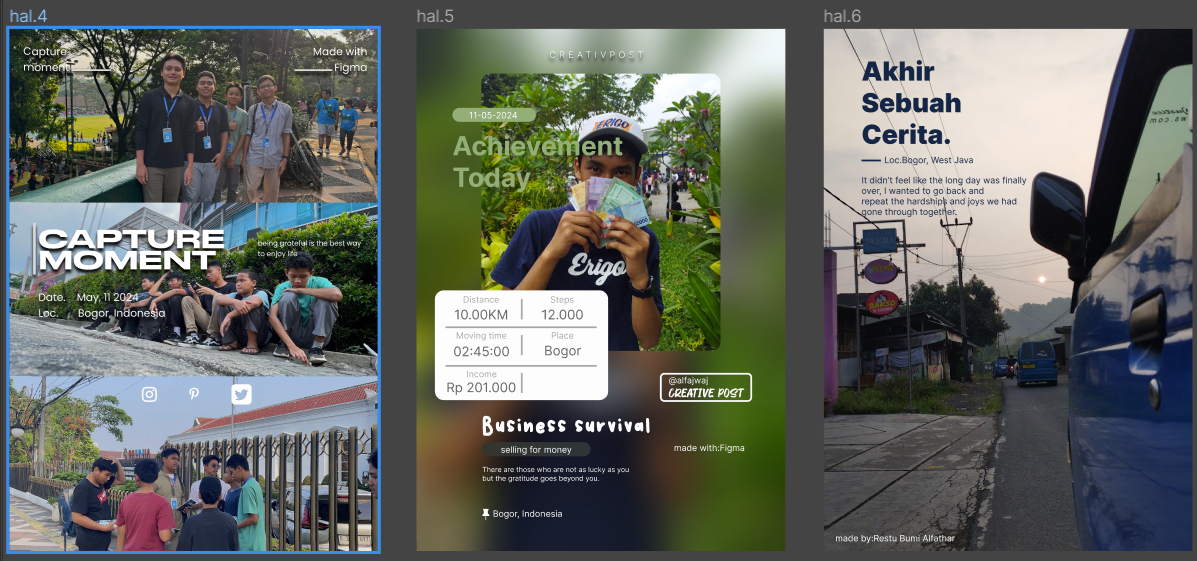 hal.4
Capture
moment
Made with
Figma
CAPTURE
MOMENT
being grateful is the best way
to enjoy life
Date. May, 11 2024
Loc. Bogor, Indonesia
hal.5
CREATIVPOST
11-05-2024
ERIGO
Achievement
Today
Erigo
Distance
10.00KM
Steps
12.000
Moving time
02:45:00
Place
Bogor
Income
Rp 201.000
@alfajwaj
CREATIVE POST
Business survival
selling for money
made with:Figma
There are those who are not as lucky as you
but the gratitude goes beyond you.
Bogor, Indonesia
hal.6
Akhir
Sebuah
Cerita.
Loc.Bogor, West Java
It didn't feel like the long day was finally
over, I wanted to go back and
repeat the hardships and joys we had
gone through together.
BAKSO
made by:Restu Bumi Alfathar